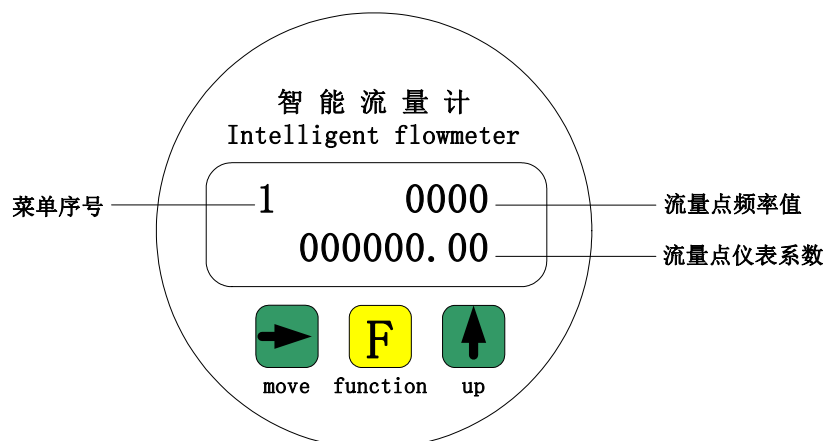 智能流量计
Intelligent flowmeter
菜单序号
1 0000
流量点频率值
000000.00
流量点仪表系数
F
move function up